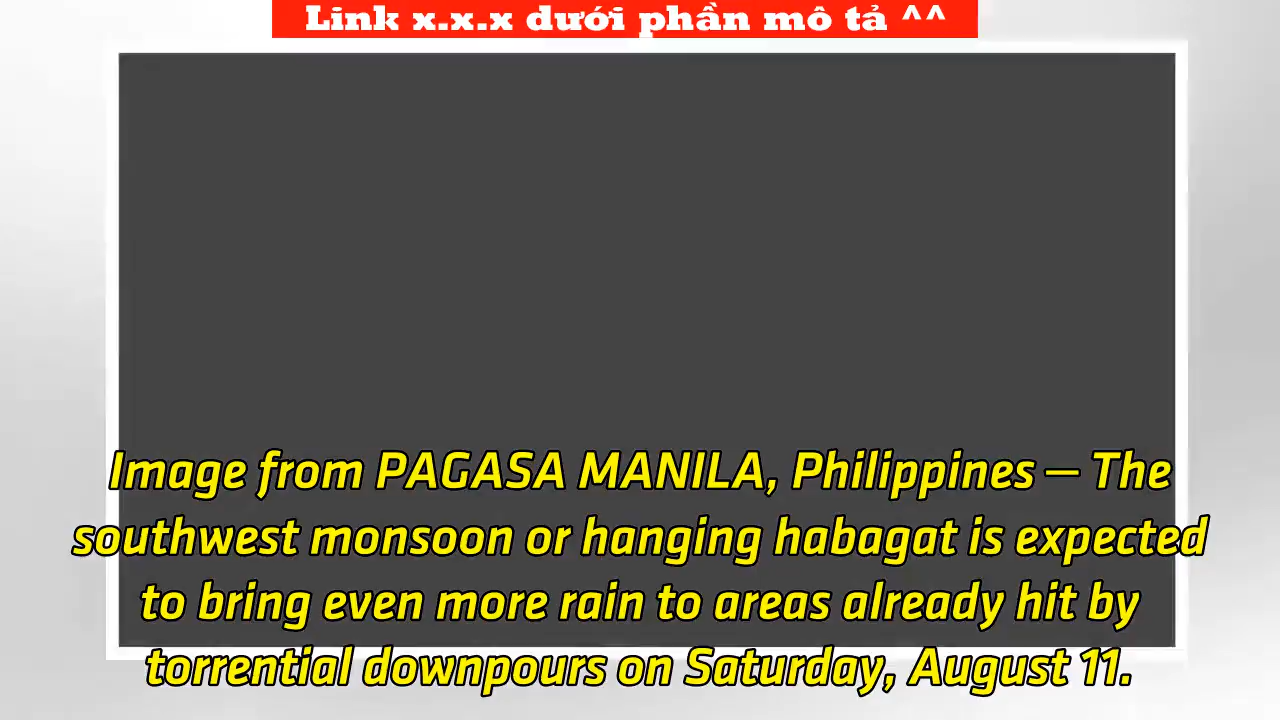 Link x.x.x dưới phần mô tả ^^
Image from PAGASA MANILA, Philippines – The
southwest monsoon or hanging habagat is expected
to bring even more rain to areas already hit by
torrential downpours on Saturday, August 11.